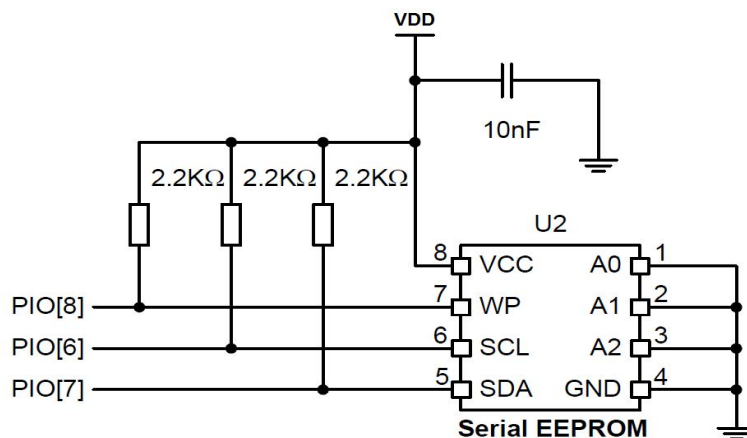 VDD
10nF
2.2KΩ 2.2KΩ 2.2KΩ
U2
8 VCC A0 1
PIO[8] 7 WP A1 2
PIO[6] 6 SCL A2 3
PIO[7] 5 SDA GND 4
Serial EEPROM